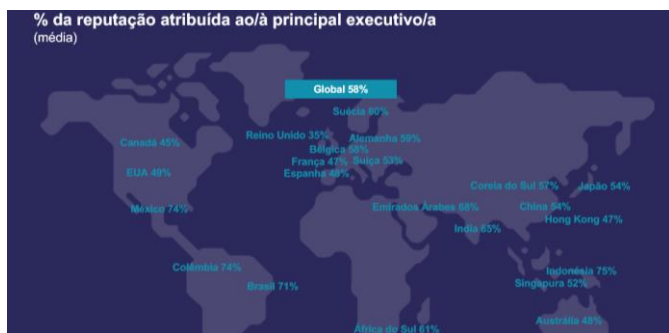 % da reputação atribuída ao/à principal executivo/a
(média)
Global 58%
Suécia 60%
Reino Unido 35%
Alemanha 59%
Canadá 45%
Bélgica 58%
França 47%
Suíça 53%
EUA 49%
Espanha 48%
Coreia do Sul 57%
Japão 54%
México 74%
Emirados Árabes 68%
China 54%
Hong Kong 47%
India 65%
Colômbia 74%
Indonésia 75%
Brasil 71%
Singapura 52%
Austrália 48%
África do Sul 61%